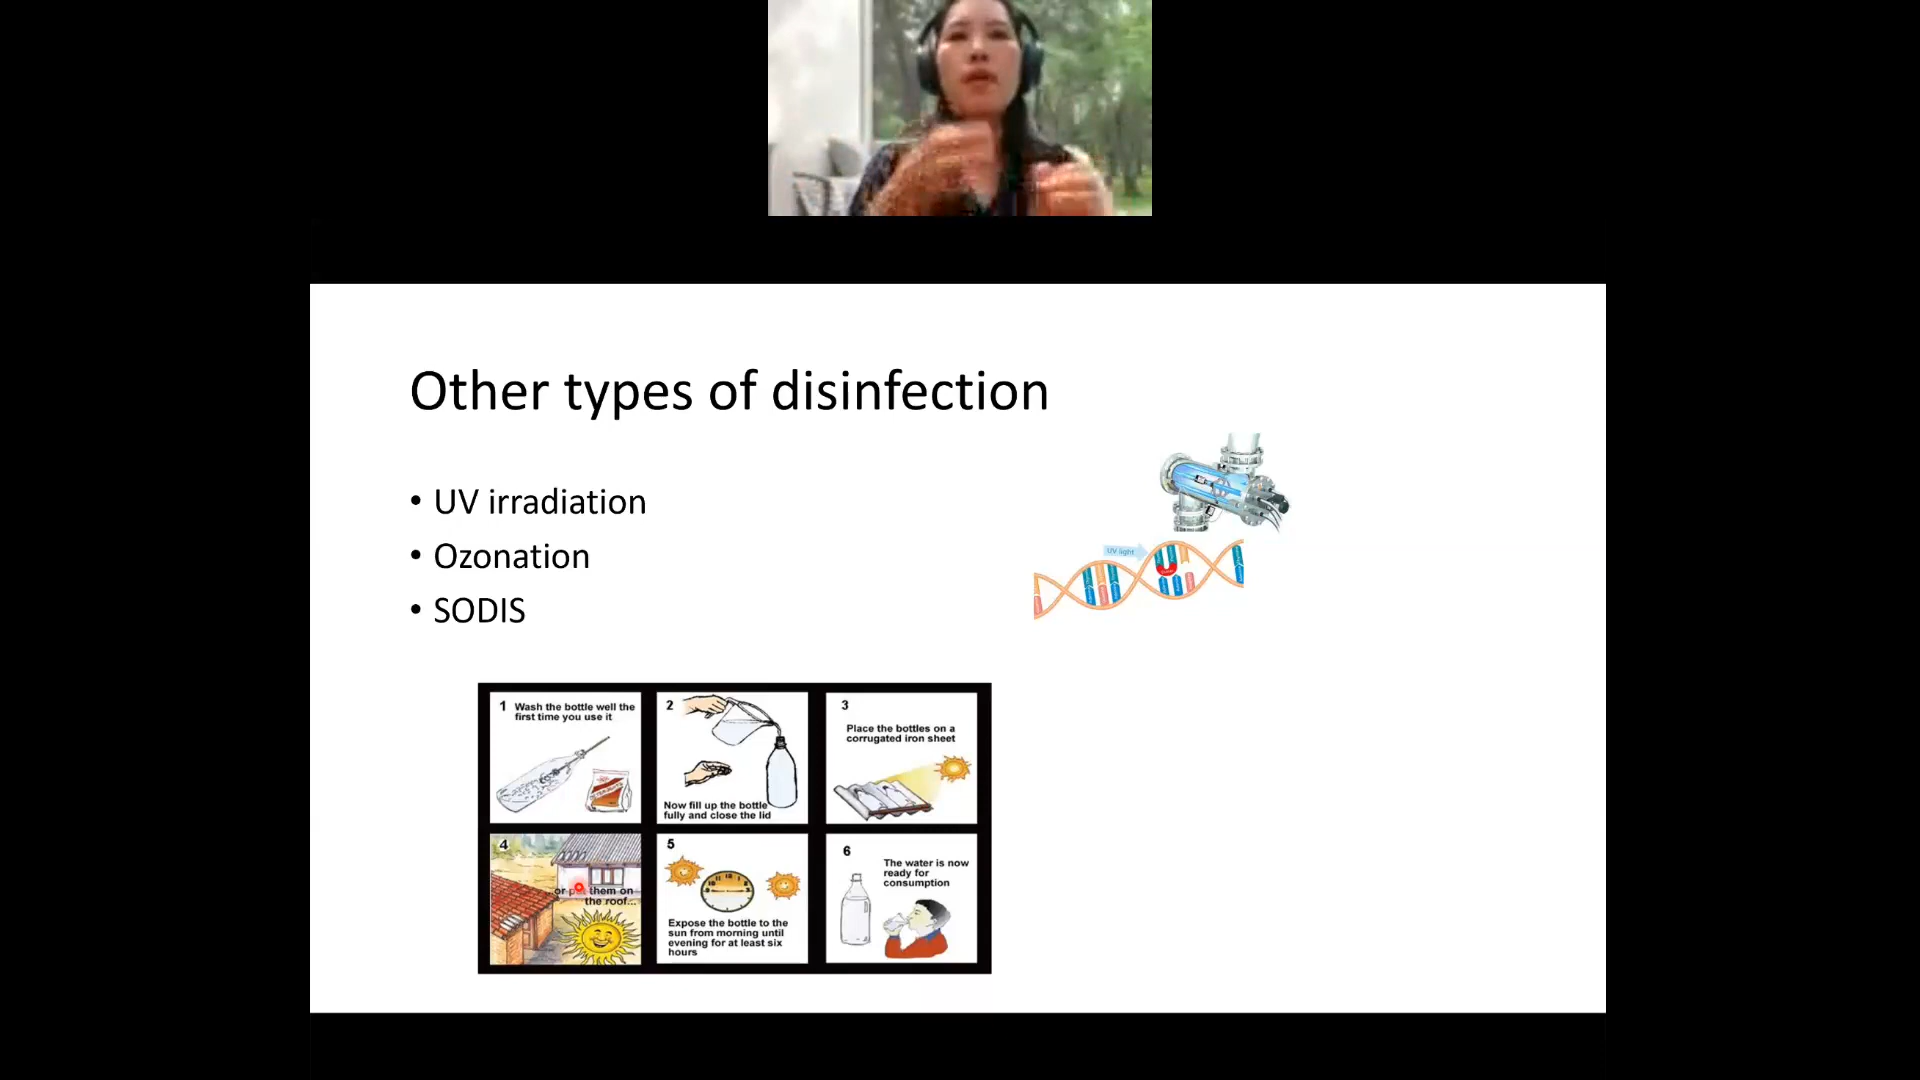 Other types of disinfection
• UV irradiation
• Ozonation
• SODIS
UV light
1 Wash the bottle well the
first time you use it
2
Now fill up the bottle
fully and close the lid
3
Place the bottles on a
corrugated iron sheet
4
or put them on
the roof...
5
Expose the bottle to the
sun from morning until
evening for at least six
hours
6
The water is now
ready for
consumption